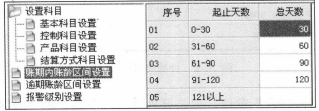 设置科目
基本科目设置
控制科目设置
产品科目设置
结算方式科目设置
账期内账龄区间设置
逾期账龄区间设置
报警级别设置
序号 起止天数 总天数
01 0-30 30
02 31-60 60
03 61-90 90
04 91-120 120
05 121以上